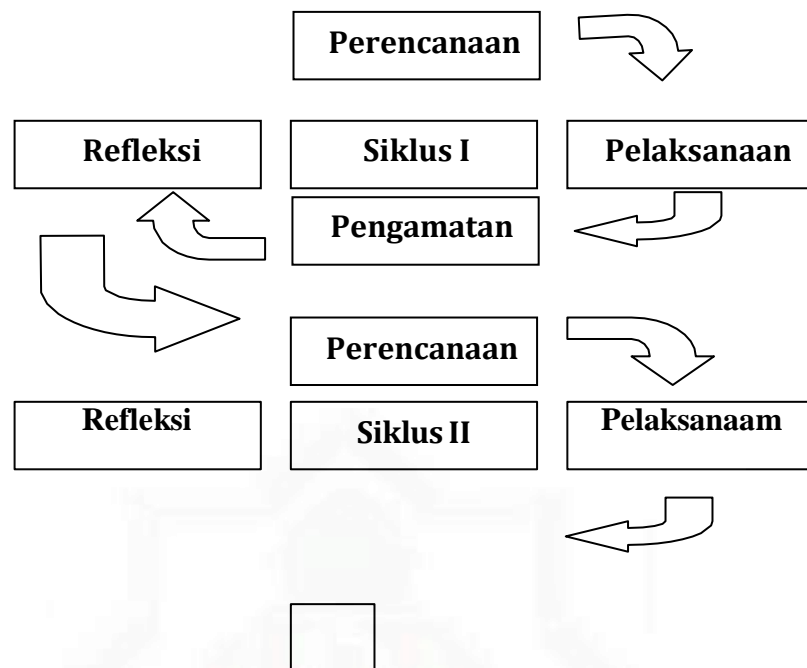 Perencanaan
Refleksi
Siklus I
Pelaksanaan
Pengamatan
Perencanaan
Refleksi
Siklus II
Pelaksanaam